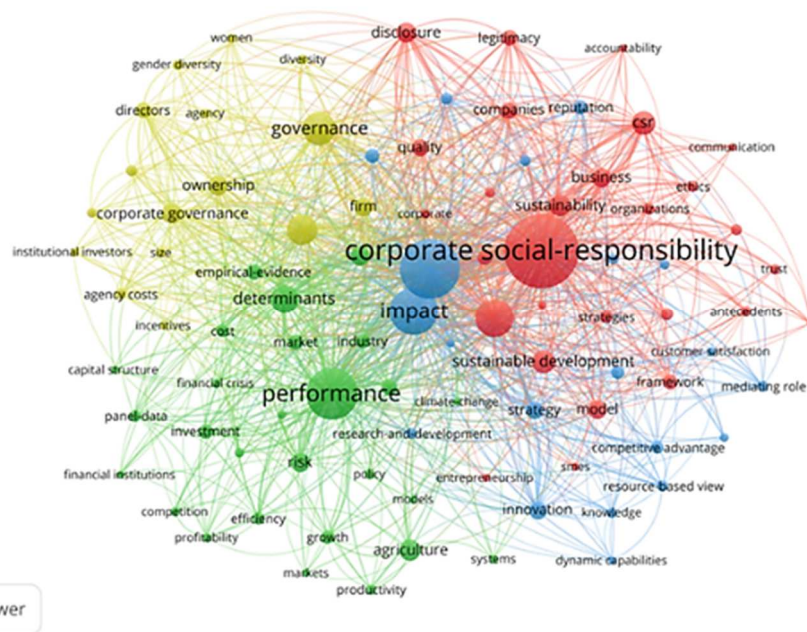 women
disclosure
legitimacy
accountability
gender diversity
diversity
directors
agency
companies
reputation
csr
governance
quality
communication
business
ethics
ownership
firm
sustainability
organizations
corporate governance
corporate
institutional investors
size
corporate social-responsibility
empirical evidence
trust
agency costs
determinants
impact
antecedents
incentives
cost
strategies
market
industry
customer satisfaction
capital structure
sustainable development
financial crisis
framework
mediating role
performance
climate-change
panel-data
strategy
model
investment
research-and-development
competitive advantage
risk
smes
financial institutions
policy
entrepreneurship
resource-based view
models
competition
efficiency
innovation
knowledge
profitability
growth
agriculture
systems
dynamic capabilities
markets
productivity
wer